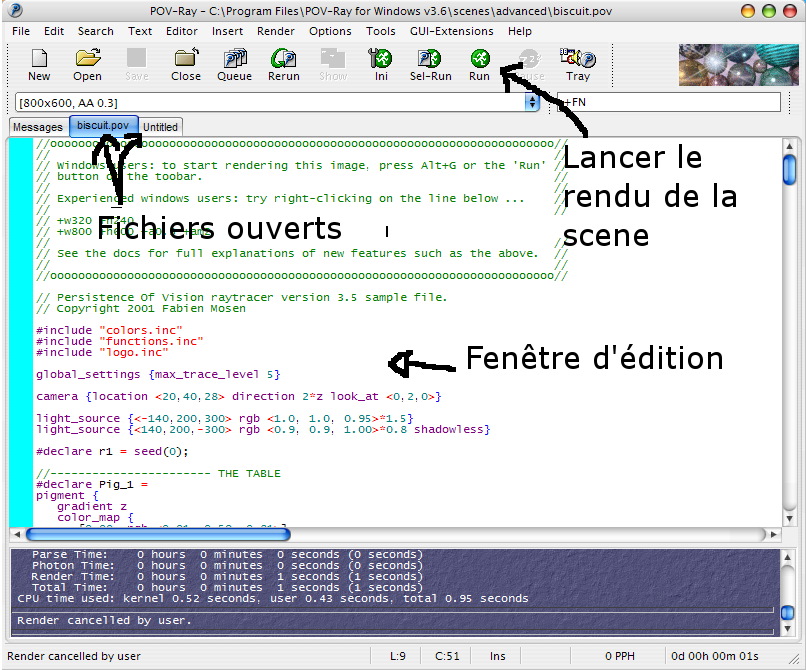 POV-Ray - C:\Program Files\POV-Ray for Windows v3.6\scenes\advanced\biscuit.pov
File Edit Search Text Editor Insert Render Options Tools GUI-Extensions Help
New Open Save Close Queue Rerun Show Ini Sel-Run Run Pause Tray
[800x600, AA 0.3] +FN
Messages biscuit.pov Untitled
//oooooooooooooooooooooooooooooooooooooooooooooooooooooooooooooooooooooo//
// Windows users: to start rendering this image, press Alt+G or the 'Run' //
// button on the toobar. //
// //
// Experienced windows users: try right-clicking on the line below ... //
// //
// +w320 +h240
// +w800 +h600
// //
// See the docs for full explanations of new features such as the above. //
// //
//oooooooooooooooooooooooooooooooooooooooooooooooooooooooooooooooooooooo//
Lancer le
rendu de la
scene
Fichiers ouverts
// Persistence Of Vision raytracer version 3.5 sample file.
// Copyright 2001 Fabien Mosen
#include "colors.inc"
#include "functions.inc"
#include "logo.inc"
Fenêtre d'édition
global_settings {max_trace_level 5}
camera {location <20,40,28> direction 2*z look_at <0,2,0>}
light_source {<-140,200,300> rgb <1.0, 1.0, 0.95>*1.5}
light_source {<140,200,-300> rgb <0.9, 0.9, 1.00>*0.8 shadowless}
#declare r1 = seed(0);
//----------------------- THE TABLE
#declare Pig_1 =
pigment {
gradient z
color_map {
Parse Time: 0 hours 0 minutes 0 seconds (0 seconds)
Photon Time: 0 hours 0 minutes 0 seconds (0 seconds)
Render Time: 0 hours 0 minutes 1 seconds (1 seconds)
Total Time: 0 hours 0 minutes 1 seconds (1 seconds)
CPU time used: kernel 0.52 seconds, user 0.43 seconds, total 0.95 seconds
Render cancelled by user.
Render cancelled by user L:9 C:51 Ins 0 PPH 0d 00h 00m 01s